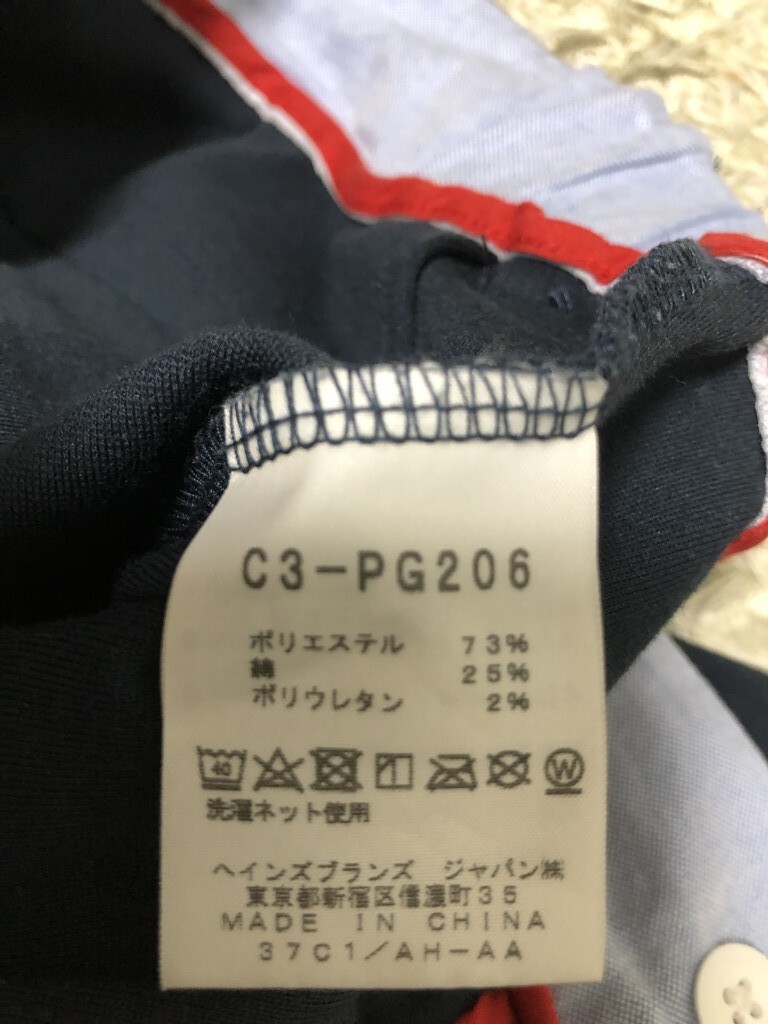 C3-PG206
ポリエステル 73%
綿 25%
ポリウレタン 2%
40 W
洗濯ネット使用
ヘインズブランズ ジャパン㈱
東京都新宿区信濃町35
MADE IN CHINA
37C1/AH-AA